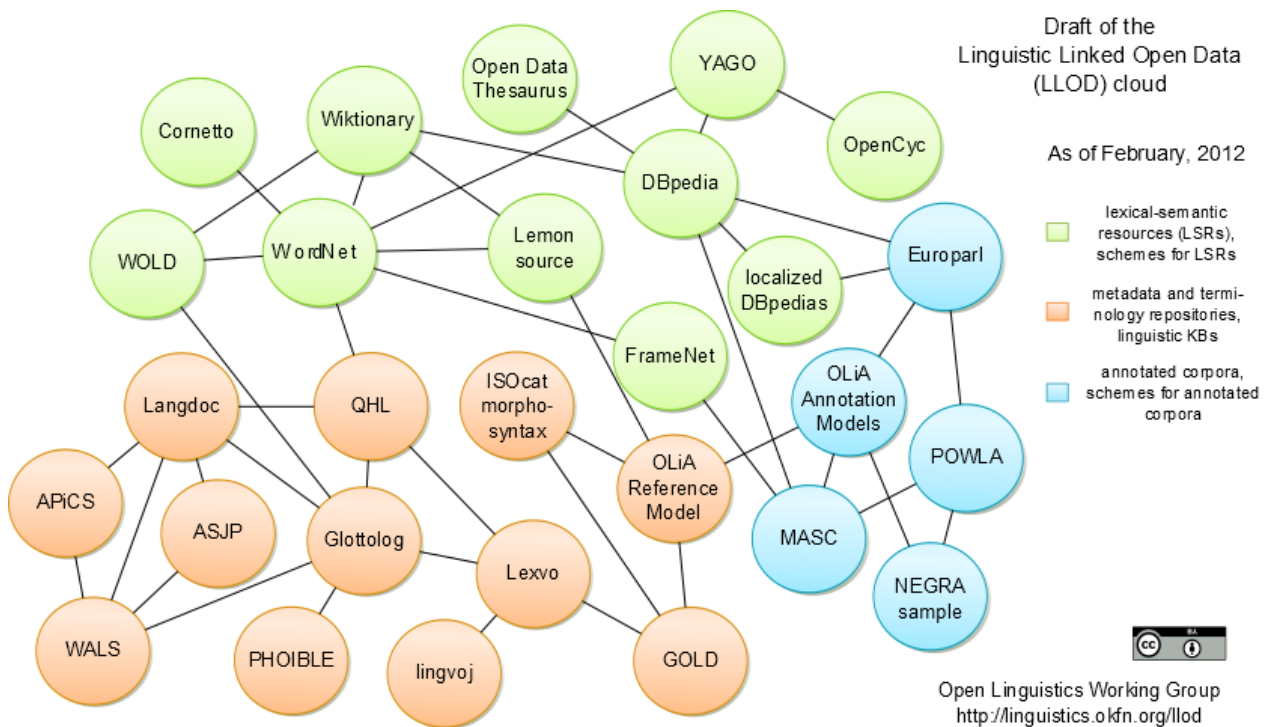 Draft of the
Linguistic Linked Open Data
(LLOD) cloud
As of February, 2012
lexical-semantic
resources (LSRs),
schemes for LSRs
metadata and termi-
nology repositories,
linguistic KBs
annotated corpora,
schemes for annotated
corpora
Open Data
Thesaurus
YAGO
Cornetto
Wiktionary
OpenCyc
DBpedia
WOLD
WordNet
Lemon
source
Europarl
localized
DBpedias
FrameNet
Langdoc
QHL
ISOcat
morpho-
syntax
OLiA
Annotation
Models
POWLA
APiCS
ASJP
Glottolog
OLiA
Reference
Model
MASC
Lexvo
NEGRA
sample
WALS
PHOIBLE
lingvoj
GOLD
cc
Open Linguistics Working Group
http://linguistics.okfn.org/llod